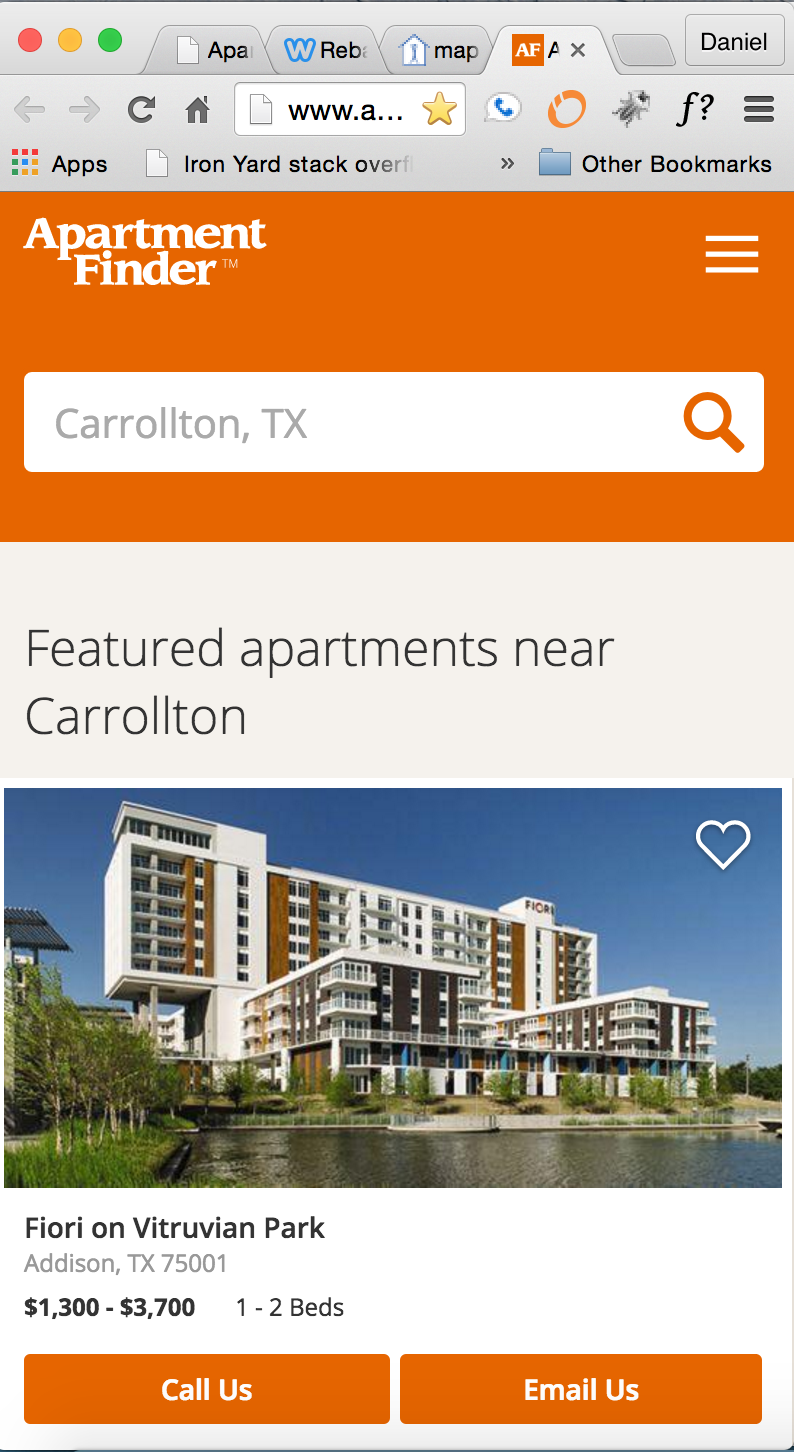 Apa
Reb
map
AF A
Daniel
www.a...
f?
Apps
Iron Yard stack overf
»
Other Bookmarks
Apartment
Finder™
Carrollton, TX
Featured apartments near
Carrollton
FIORI
Fiori on Vitruvian Park
Addison, TX 75001
$1,300 - $3,700 1 - 2 Beds
Call Us Email Us